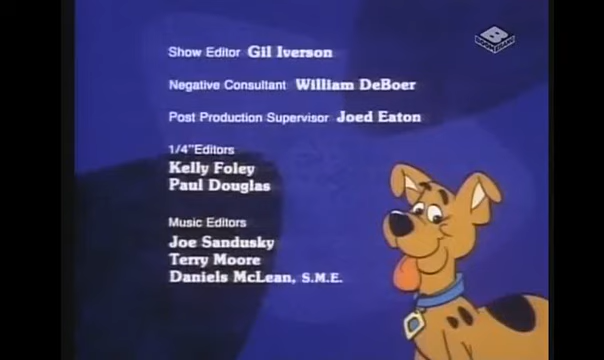 BOOMERANG
Show Editor Gil Iverson
Negative Consultant William DeBoer
Post Production Supervisor Joed Eaton
1/4"Editors
Kelly Foley
Paul Douglas
Music Editors
Joe Sandusky
Terry Moore
Daniels McLean, S.M.E.